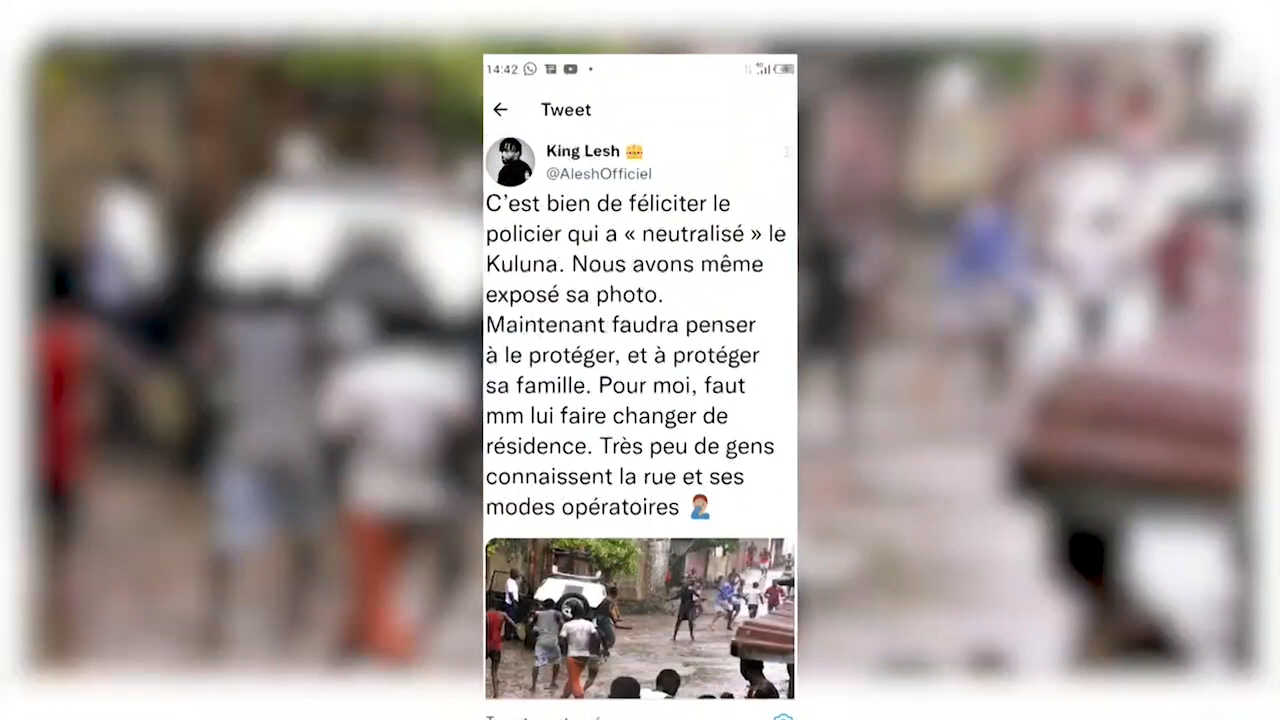 14:42
Tweet
King Lesh 👑
@AleshOfficiel
C'est bien de féliciter le
policier qui a « neutralisé » le
Kuluna. Nous avons même
exposé sa photo.
Maintenant faudra penser
à le protéger, et à protéger
sa famille. Pour moi, faut
mm lui faire changer de
résidence. Très peu de gens
connaissent la rue et ses
modes opératoires 🤦🏽‍♂️